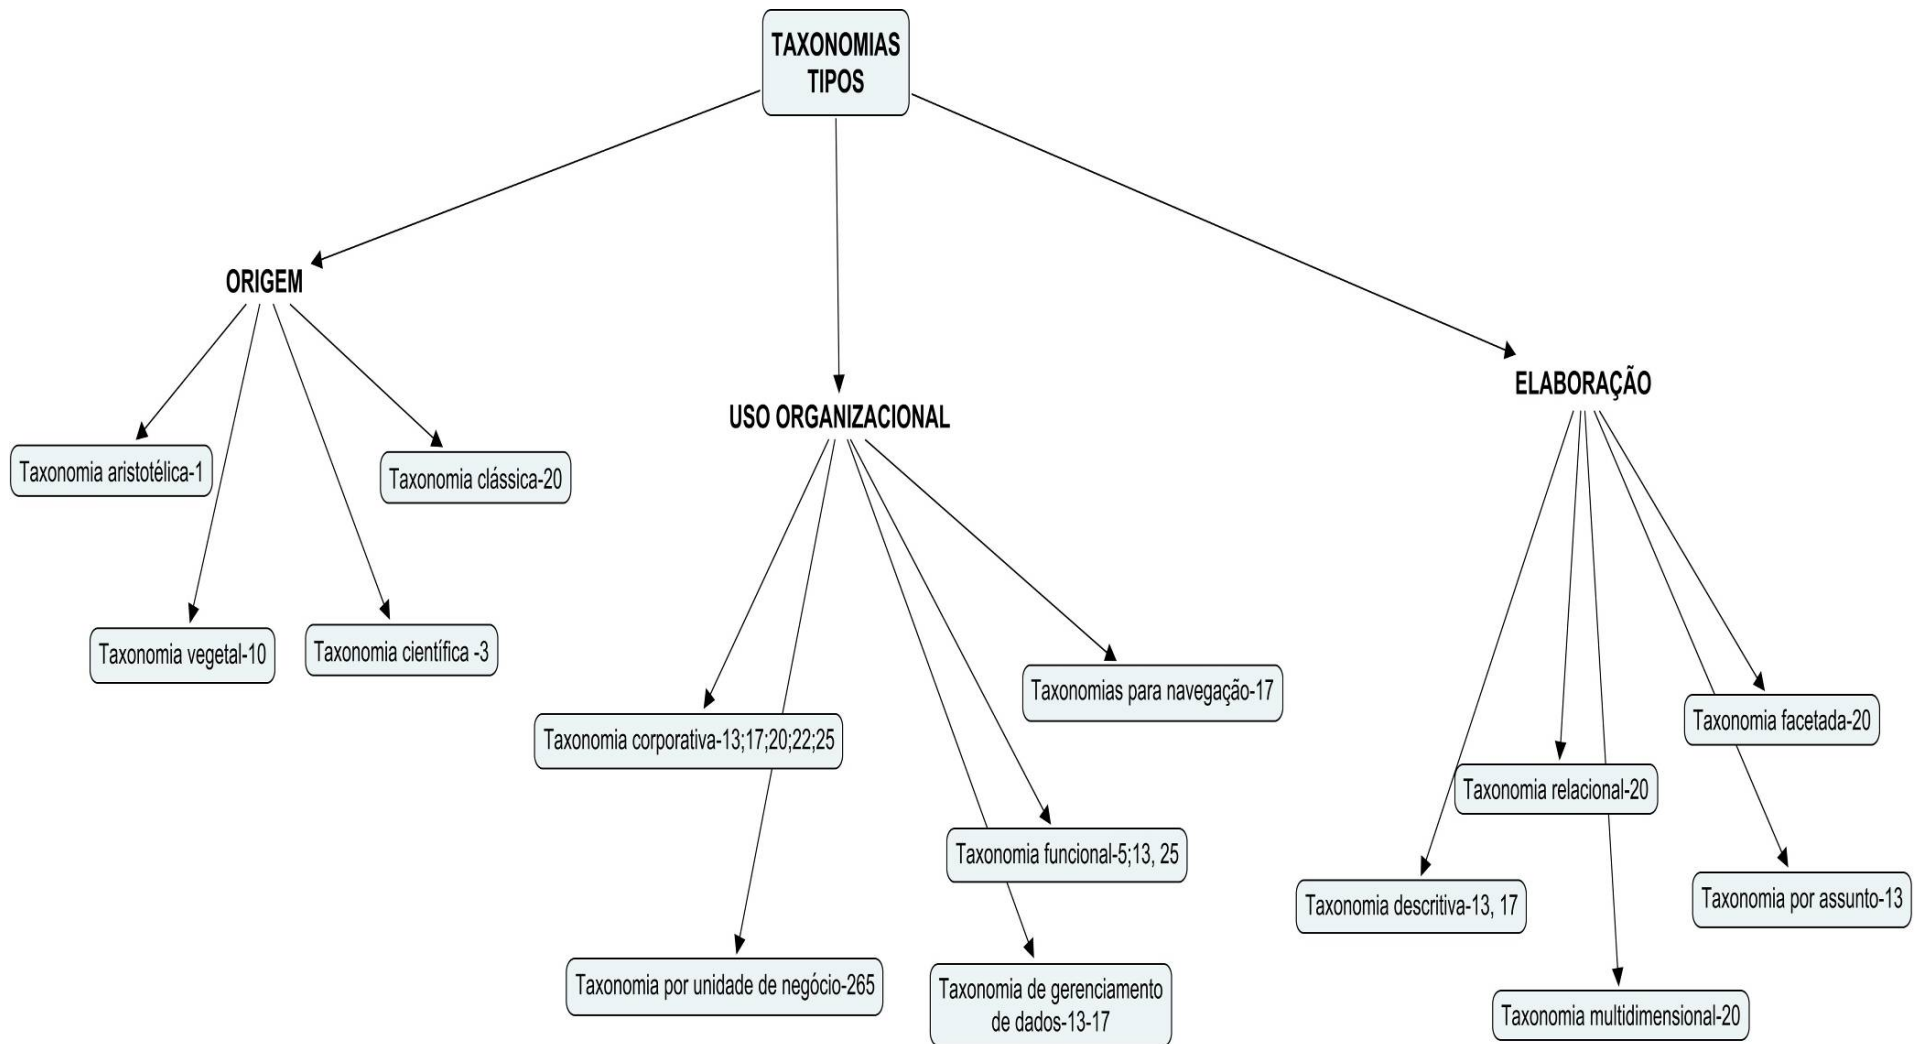 TAXONOMIAS
TIPOS
ORIGEM
Taxonomia aristotélica-1
Taxonomia clássica-20
Taxonomia vegetal-10
Taxonomia científica -3
USO ORGANIZACIONAL
Taxonomias para navegação-17
Taxonomia corporativa-13;17;20;22;25
Taxonomia funcional-5;13, 25
Taxonomia por unidade de negócio-265
Taxonomia de gerenciamento
de dados-13-17
ELABORAÇÃO
Taxonomia facetada-20
Taxonomia relacional-20
Taxonomia descritiva-13, 17
Taxonomia por assunto-13
Taxonomia multidimensional-20